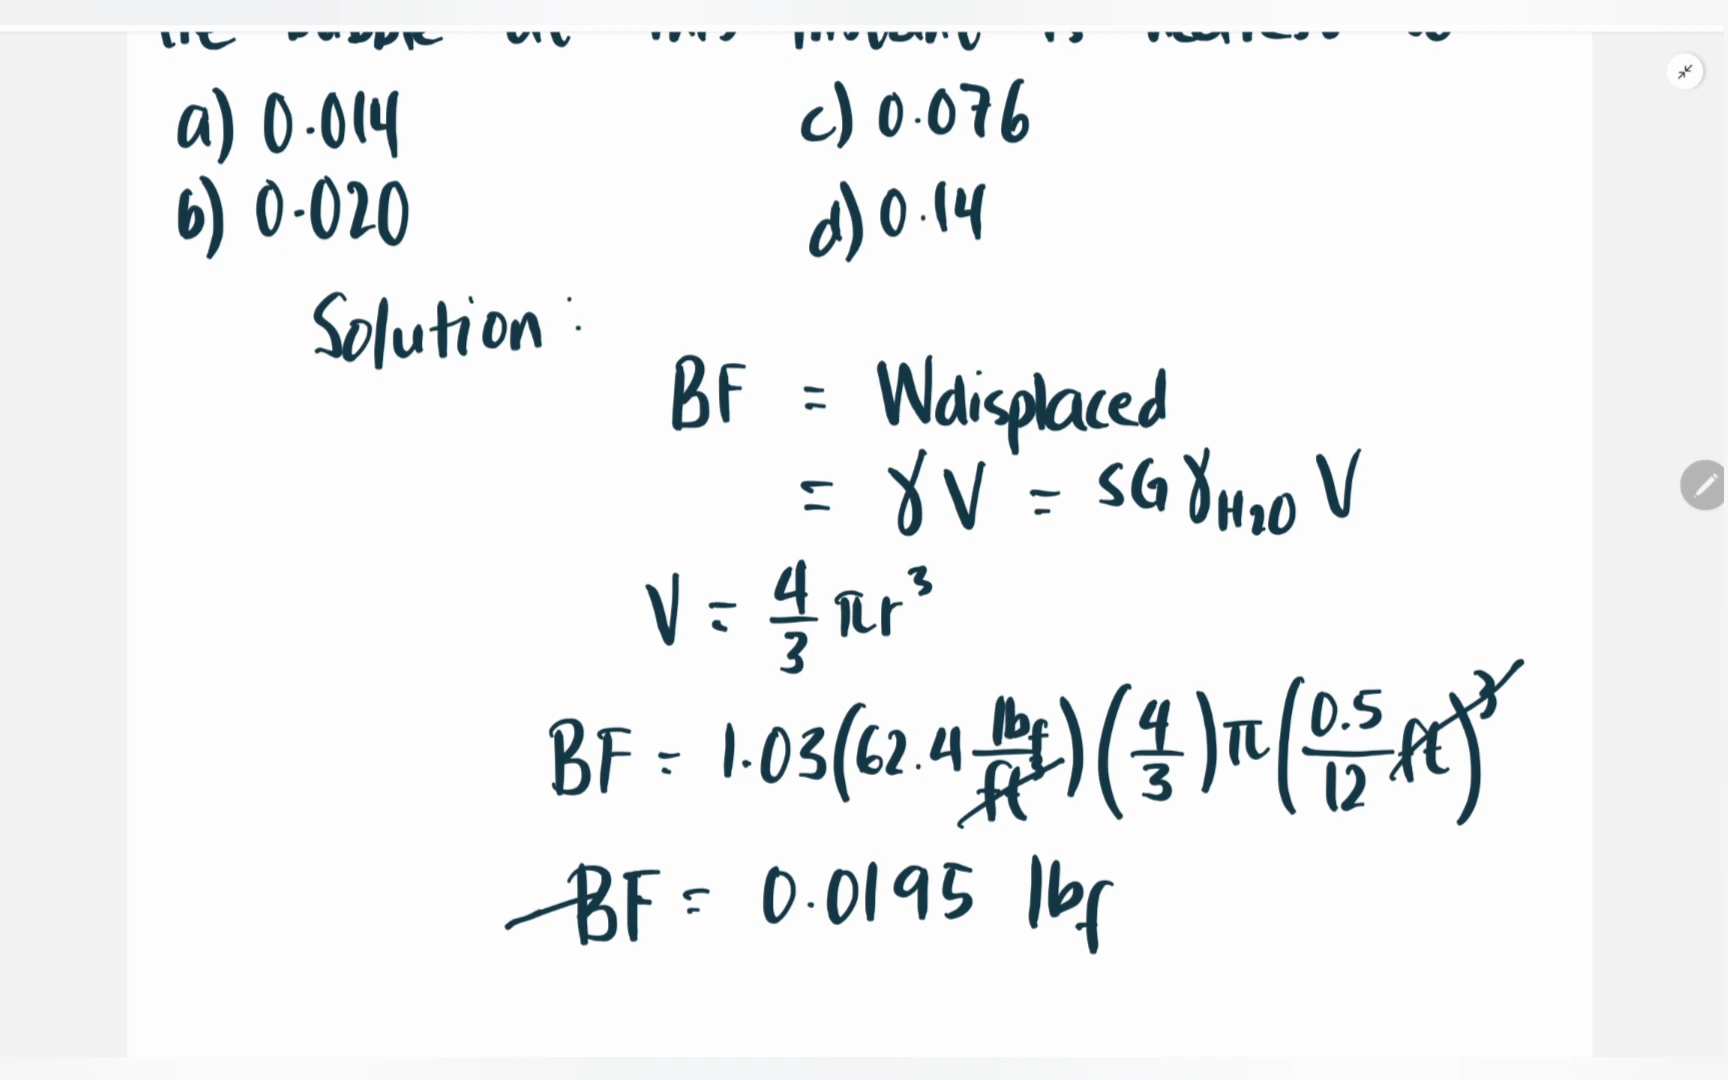 a) 0.014 c) 0.076
b) 0.020 d) 0.14
Solution:
BF = Wdisplaced
= γV = SG γH2O V
V = 4/3 πr³
BF = 1.03(62.4 lbf/ft³)(4/3)π(0.5/12 ft)³
BF = 0.0195 lbf